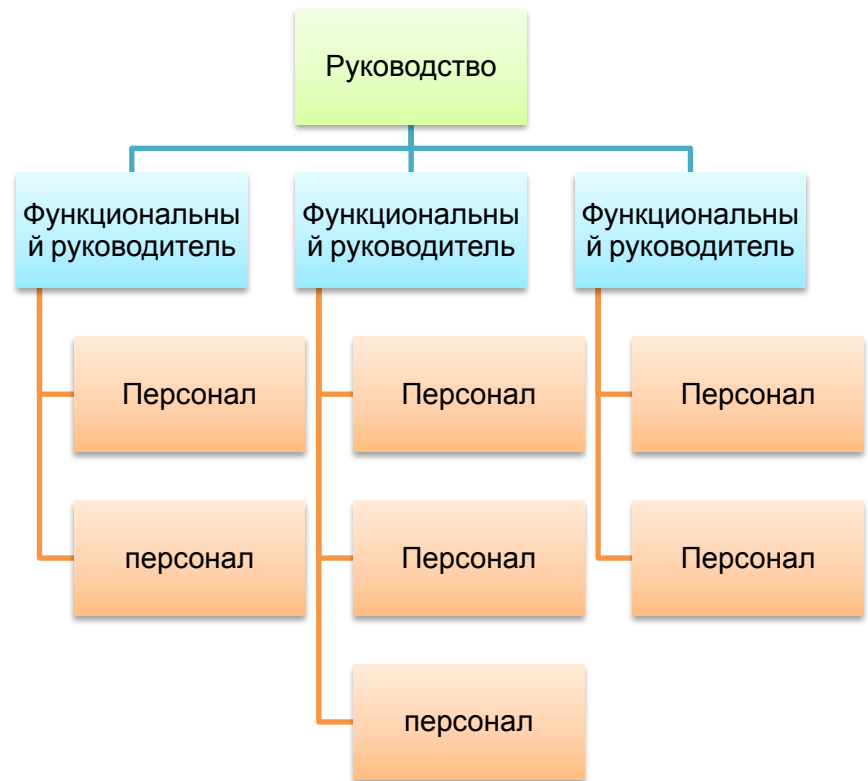 Руководство
Функциональны
й руководитель
Функциональны
й руководитель
Функциональны
й руководитель
Персонал
Персонал
Персонал
персонал
Персонал
Персонал
персонал